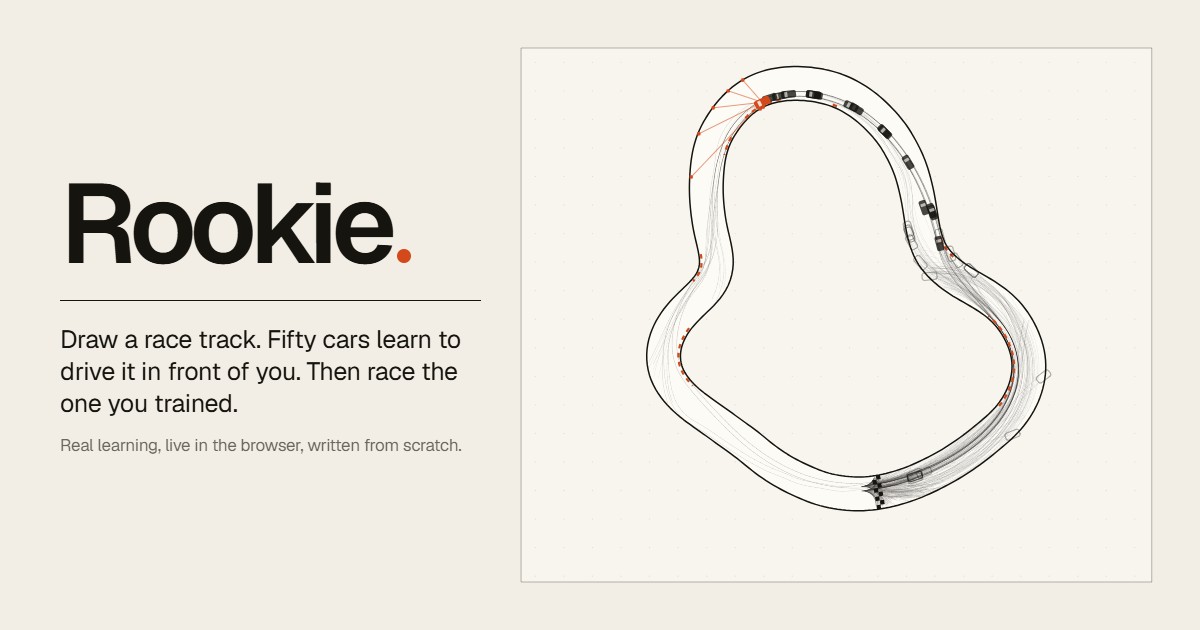 Rookie.
Draw a race track. Fifty cars learn to
drive it in front of you. Then race the
one you trained.
Real learning, live in the browser, written from scratch.